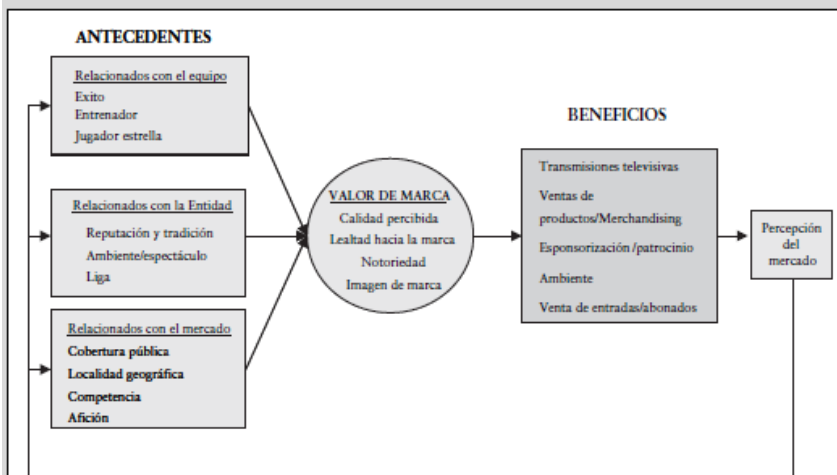 ANTECEDENTES
Relacionados con el equipo
Exito
Entrenador
Jugador estrella
Relacionados con la Entidad
Reputación y tradición
Ambiente/espectáculo
Liga
Relacionados con el mercado
Cobertura pública
Localidad geográfica
Competencia
Afición
VALOR DE MARCA
Calidad percibida
Lealtad hacia la marca
Notoriedad
Imagen de marca
BENEFICIOS
Transmisiones televisivas
Ventas de
productos/Merchandising
Esponsorización/patrocinio
Ambiente
Venta de entradas/abonados
Percepción
del
mercado